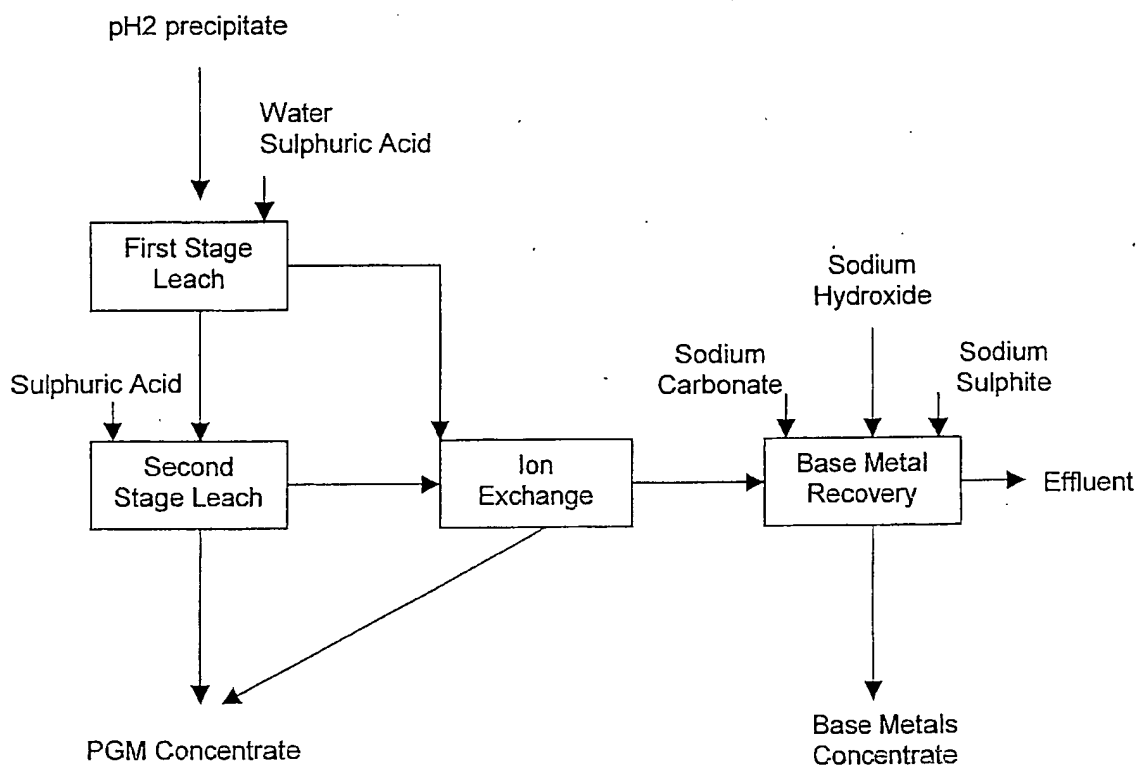 pH2 precipitate
Water
Sulphuric Acid
First Stage
Leach
Sodium
Hydroxide
Sodium
Carbonate
Sodium
Sulphite
Sulphuric Acid
Second
Stage Leach
Ion
Exchange
Base Metal
Recovery
Effluent
PGM Concentrate
Base Metals
Concentrate